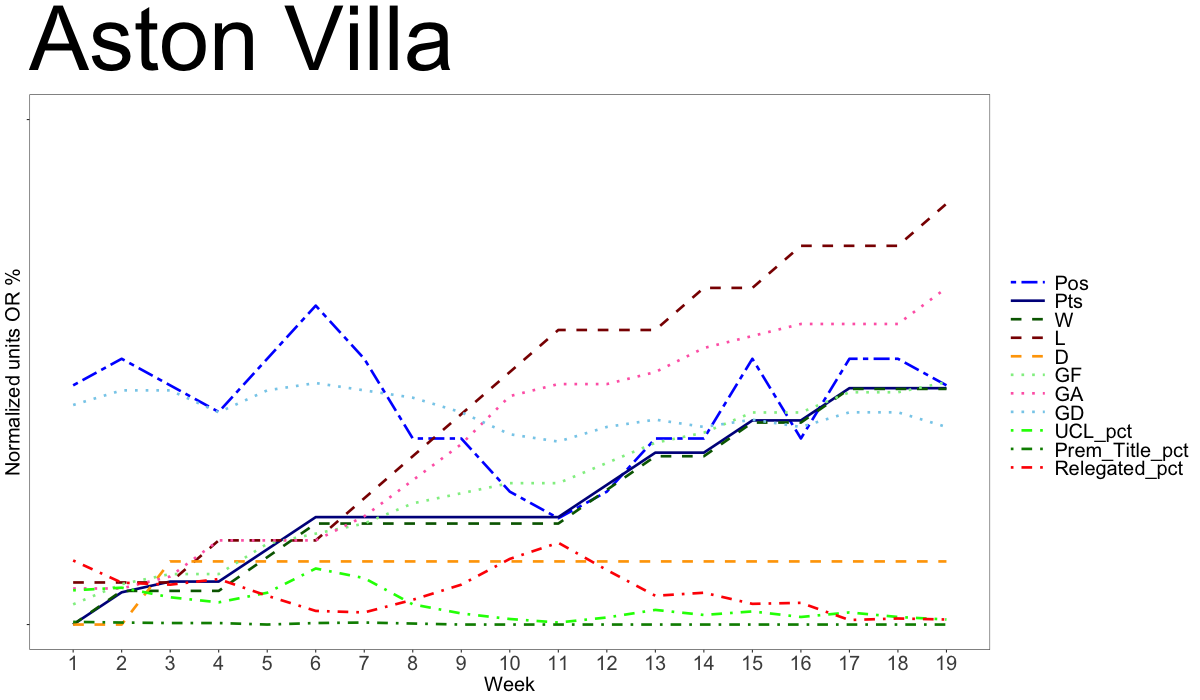 Aston Villa
Normalized units OR %
Pos
Pts
W
L
D
GF
GA
GD
UCL_pct
Prem_Title_pct
Relegated_pct
1 2 3 4 5 6 7 8 9 10 11 12 13 14 15 16 17 18 19
Week